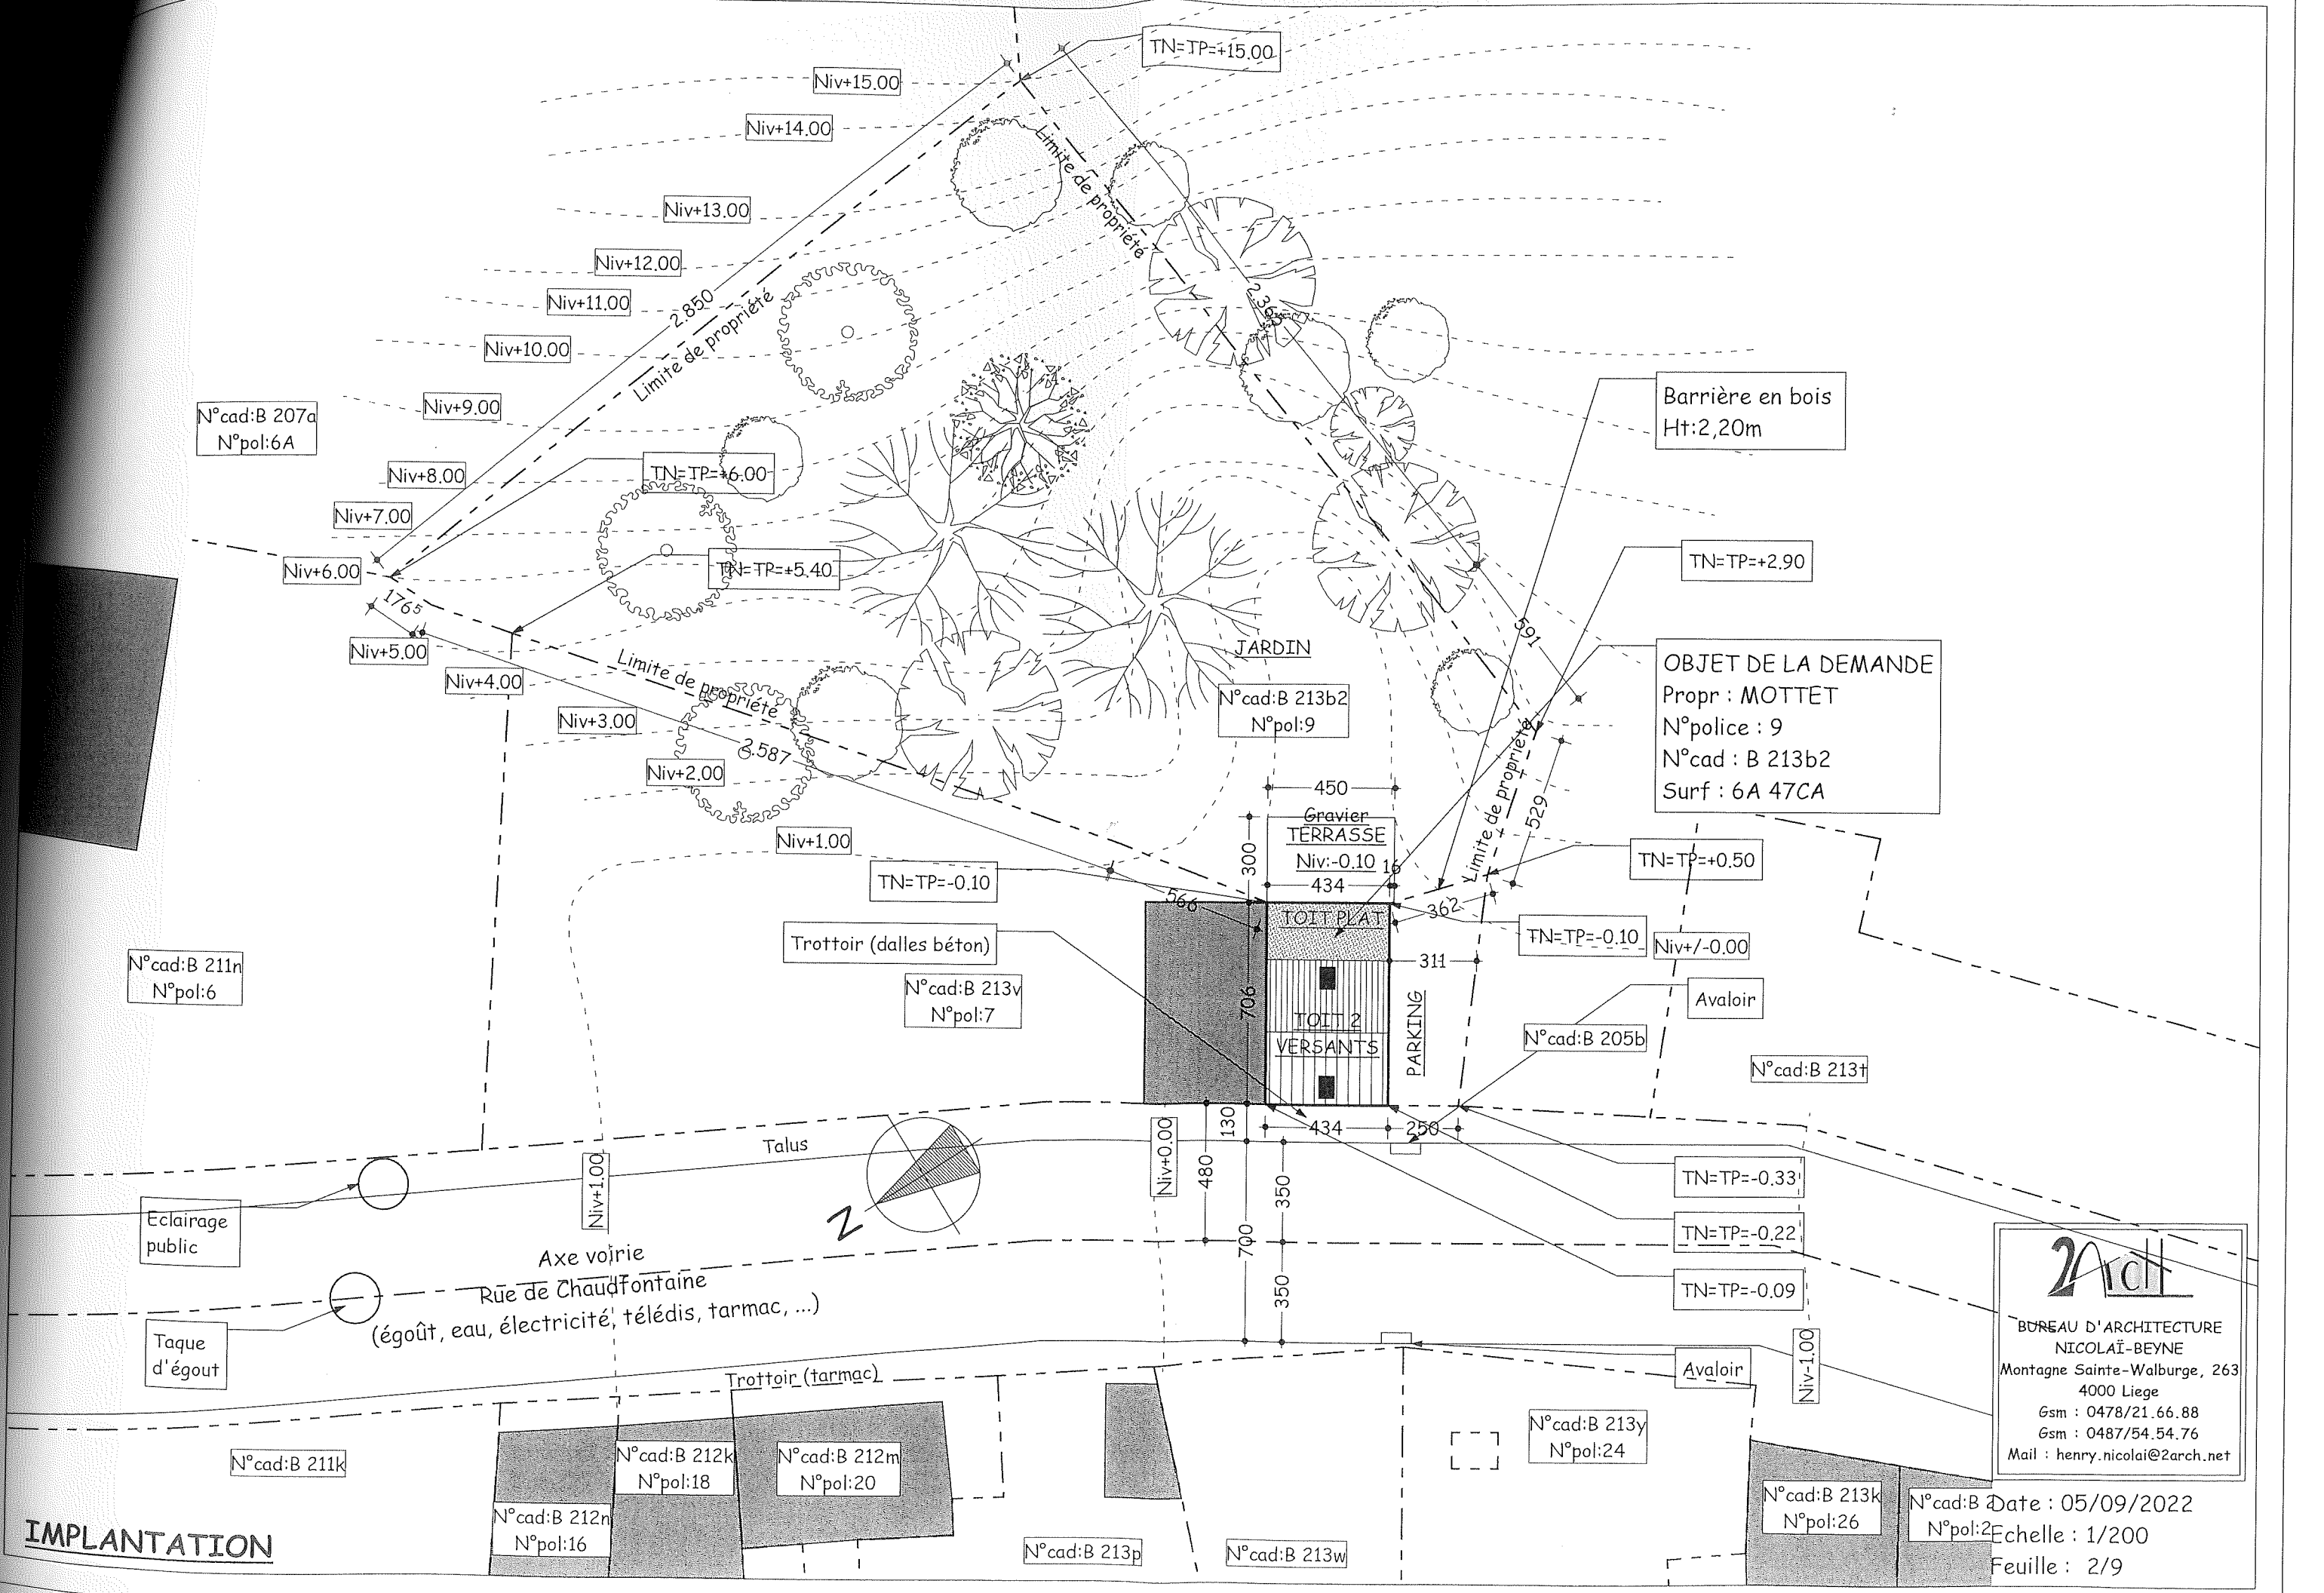 TN=TP=+15.00
Niv+15.00
Niv+14.00
Limite de propriété
Niv+13.00
Niv+12.00
Niv+11.00
2.850
Limite de propriété
Niv+10.00
Barrière en bois
Ht:2,20m
Niv+9.00
N°cad:B 207a
N°pol:6A
Niv+8.00
TN=TP=+6.00
Niv+7.00
TN=TP=+2.90
Niv+6.00
TN=TP=+5.40
1765
591
Niv+5.00
Niv+4.00
Limite de propriété
JARDIN
OBJET DE LA DEMANDE
Propr : MOTTET
N°police : 9
N°cad : B 213b2
Surf : 6A 47CA
N°cad:B 213b2
N°pol:9
Niv+3.00
2.587
Niv+2.00
450
Gravier
TERRASSE
Niv:-0.10
16
434
300
Limite de propriété
529
Niv+1.00
TN=TP=+0.50
TN=TP=-0.10
566
TOIT PLAT
362
TN=TP=-0.10
Niv+/-0.00
Trottoir (dalles béton)
311
N°cad:B 211n
N°pol:6
N°cad:B 213v
N°pol:7
706
Avaloir
TOIT 2
VERSANTS
PARKING
N°cad:B 205b
N°cad:B 213t
130
434
250
Talus
Niv+0.00
480
350
TN=TP=-0.33
Niv+1.00
Eclairage
public
N
TN=TP=-0.22
700
Axe voirie
Rue de Chaudfontaine
(égoût, eau, électricité, télédis, tarmac, ...)
350
TN=TP=-0.09
Taque
d'égout
Avaloir
Niv-1.00
Trottoir (tarmac)
2Arch
BUREAU D'ARCHITECTURE
NICOLAÏ-BEYNE
Montagne Sainte-Walburge, 263
4000 Liege
Gsm : 0478/21.66.88
Gsm : 0487/54.54.76
Mail : henry.nicolai@2arch.net
N°cad:B 211k
N°cad:B 212k
N°pol:18
N°cad:B 212m
N°pol:20
N°cad:B 213y
N°pol:24
N°cad:B 212n
N°pol:16
N°cad:B 213p
N°cad:B 213w
N°cad:B 213k
N°pol:26
N°cad:B 2
N°pol:2
Date : 05/09/2022
Echelle : 1/200
Feuille : 2/9
IMPLANTATION